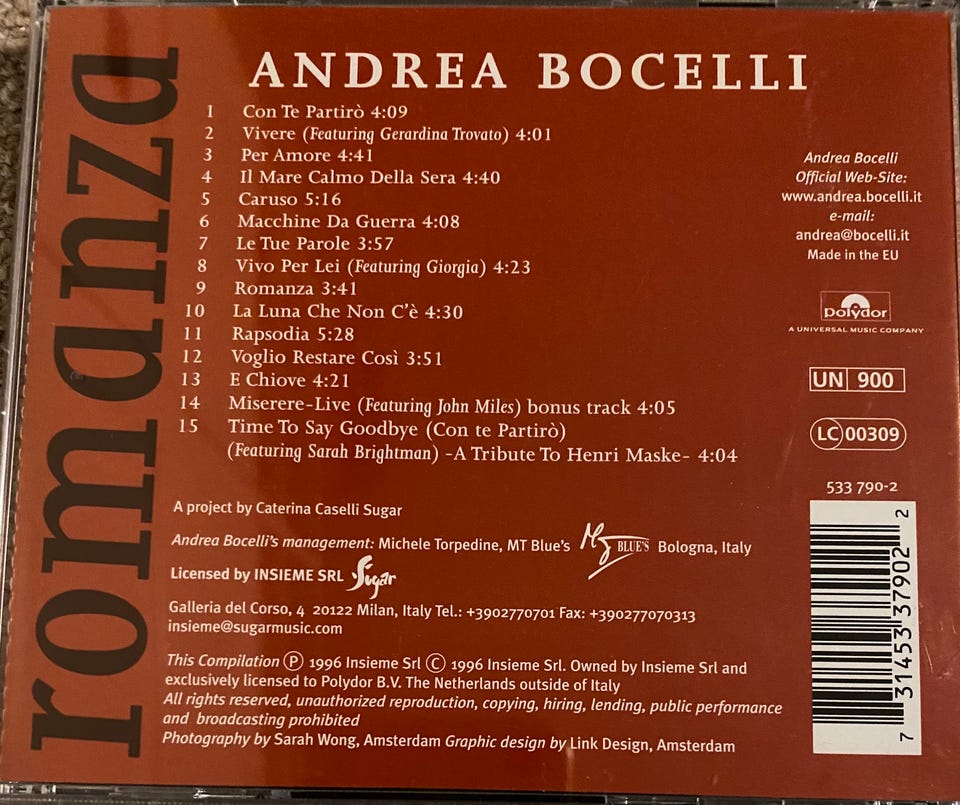 romanza
ANDREA BOCELLI
1 Con Te Partirò 4:09
2 Vivere (Featuring Gerardina Trovato) 4:01
3 Per Amore 4:41
4 Il Mare Calmo Della Sera 4:40
5 Caruso 5:16
6 Macchine Da Guerra 4:08
7 Le Tue Parole 3:57
8 Vivo Per Lei (Featuring Giorgia) 4:23
9 Romanza 3:41
10 La Luna Che Non C'è 4:30
11 Rapsodia 5:28
12 Voglio Restare Così 3:51
13 E Chiove 4:21
14 Miserere-Live (Featuring John Miles) bonus track 4:05
15 Time To Say Goodbye (Con te Partirò)
(Featuring Sarah Brightman) -A Tribute To Henri Maske- 4:04
Andrea Bocelli
Official Web-Site:
www.andrea.bocelli.it
e-mail:
andrea@bocelli.it
Made in the EU
polydor
A UNIVERSAL MUSIC COMPANY
UN 900
LC 00309
533 790-2
7 31453 37902 2
A project by Caterina Caselli Sugar
Andrea Bocelli's management: Michele Torpedine, MT Blue's MT BLUE'S Bologna, Italy
Licensed by INSIEME SRL Sugar
Galleria del Corso, 4 20122 Milan, Italy Tel.: +3902770701 Fax: +390277070313
insieme@sugarmusic.com
This Compilation Ⓟ 1996 Insieme Srl Ⓒ 1996 Insieme Srl. Owned by Insieme Srl and
exclusively licensed to Polydor B.V. The Netherlands outside of Italy
All rights reserved, unauthorized reproduction, copying, hiring, lending, public performance
and broadcasting prohibited
Photography by Sarah Wong, Amsterdam Graphic design by Link Design, Amsterdam